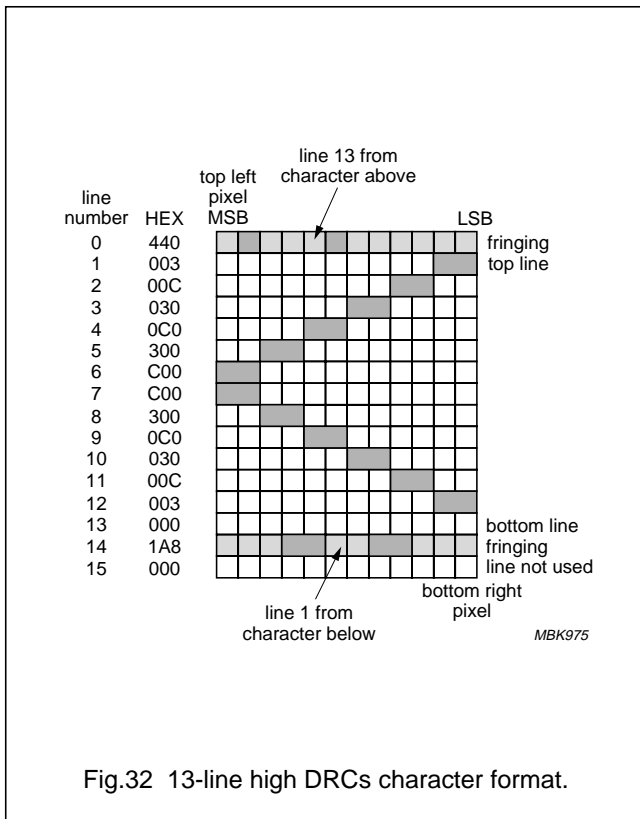 line 13 from
character above
top left
pixel
MSB
line
number HEX LSB
0 440 fringing
1 003 top line
2 00C
3 030
4 0C0
5 300
6 C00
7 C00
8 300
9 0C0
10 030
11 00C
12 003
13 000 bottom line
14 1A8 fringing
15 000 line not used
line 1 from
character below
bottom right
pixel
MBK975
Fig.32 13-line high DRCs character format.